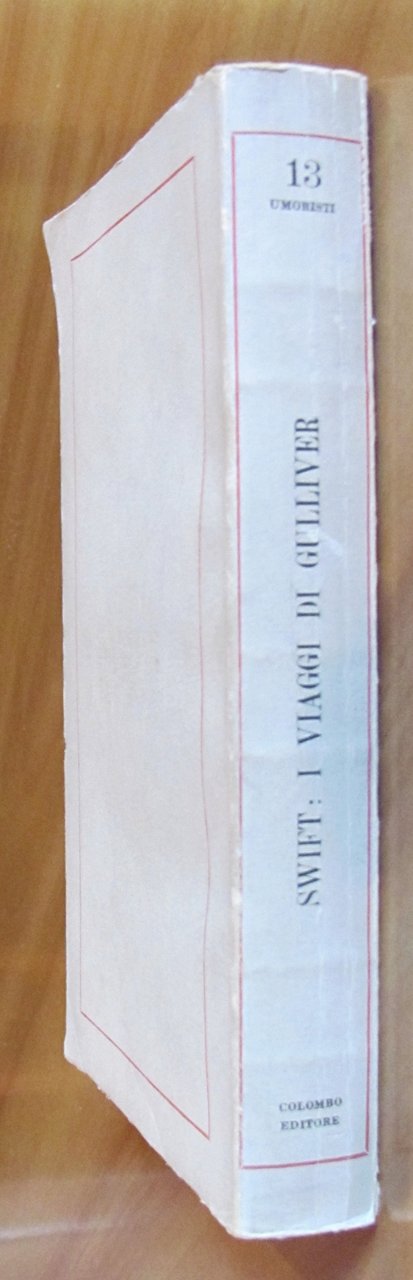 13
UMORISTI
SWIFT: I VIAGGI DI GULLIVER
COLOMBO
EDITORE